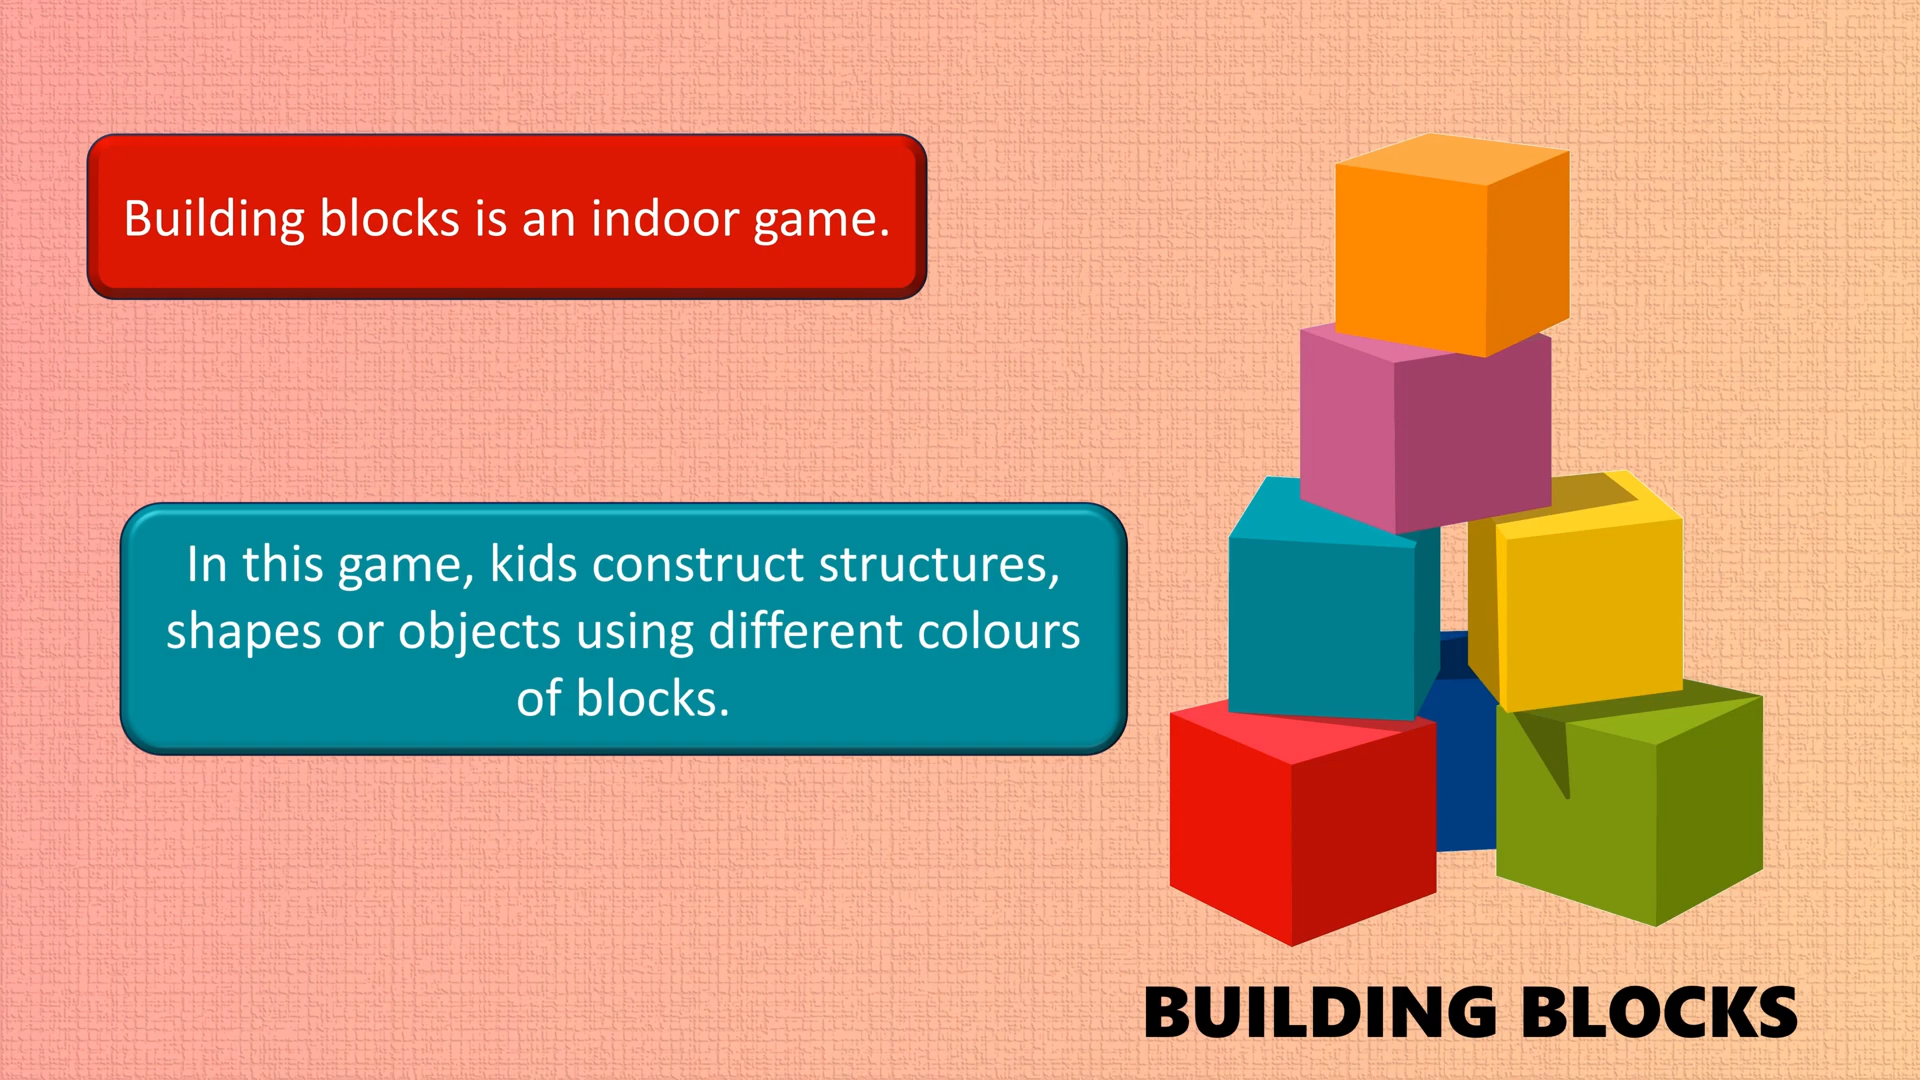 Building blocks is an indoor game.
In this game, kids construct structures,
shapes or objects using different colours
of blocks.
BUILDING BLOCKS